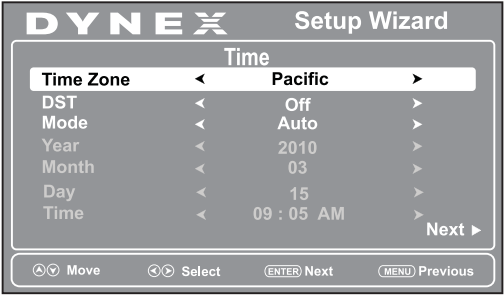 DYNEX Setup Wizard
Time
Time Zone Pacific
DST Off
Mode Auto
Year 2010
Month 03
Day 15
Time 09 : 05 AM
Next
Move Select ENTER Next MENU Previous